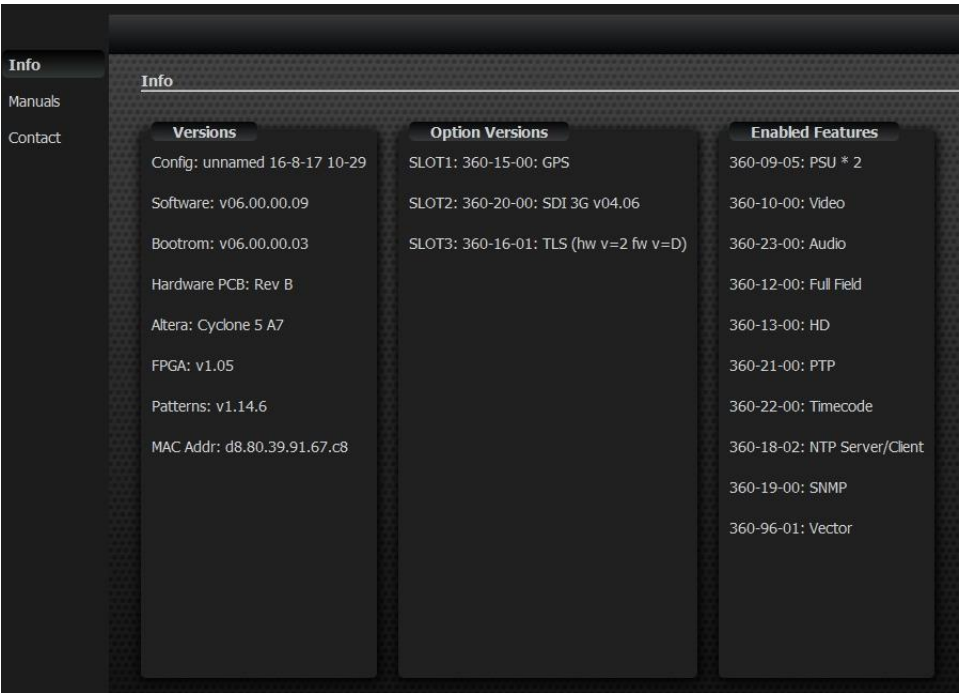 Info
Manuals
Contact
Info
Versions
Config: unnamed 16-8-17 10-29
Software: v06.00.00.09
Bootrom: v06.00.00.03
Hardware PCB: Rev B
Altera: Cyclone 5 A7
FPGA: v1.05
Patterns: v1.14.6
MAC Addr: d8.80.39.91.67.c8
Option Versions
SLOT1: 360-15-00: GPS
SLOT2: 360-20-00: SDI 3G v04.06
SLOT3: 360-16-01: TLS (hw v=2 fw v=D)
Enabled Features
360-09-05: PSU * 2
360-10-00: Video
360-23-00: Audio
360-12-00: Full Field
360-13-00: HD
360-21-00: PTP
360-22-00: Timecode
360-18-02: NTP Server/Client
360-19-00: SNMP
360-96-01: Vector